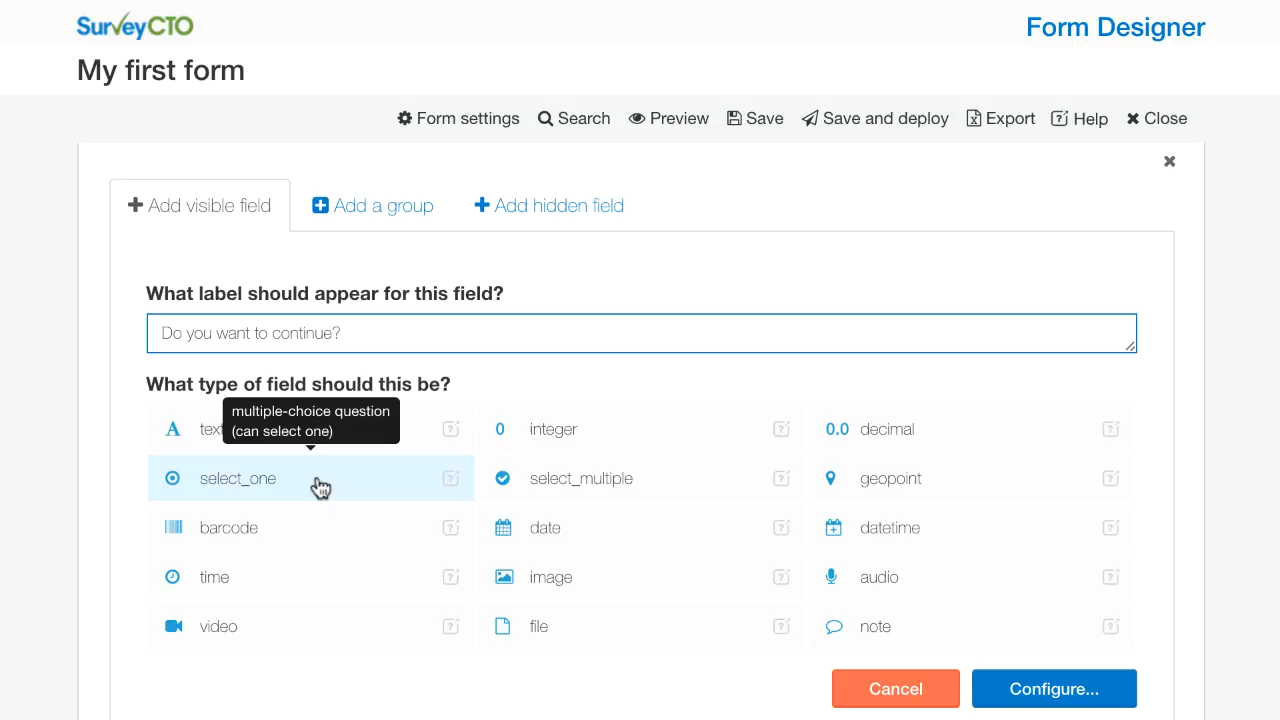 SurveyCTO
Form Designer
My first form
Form settings Search Preview Save Save and deploy Export ? Help Close
Add visible field Add a group Add hidden field
What label should appear for this field?
Do you want to continue?
What type of field should this be?
multiple-choice question
(can select one)
A text ? 0 integer ? 0.0 decimal ?
select_one ? select_multiple ? geopoint ?
barcode ? date ? datetime ?
time ? image ? audio ?
video ? file ? note ?
Cancel Configure...